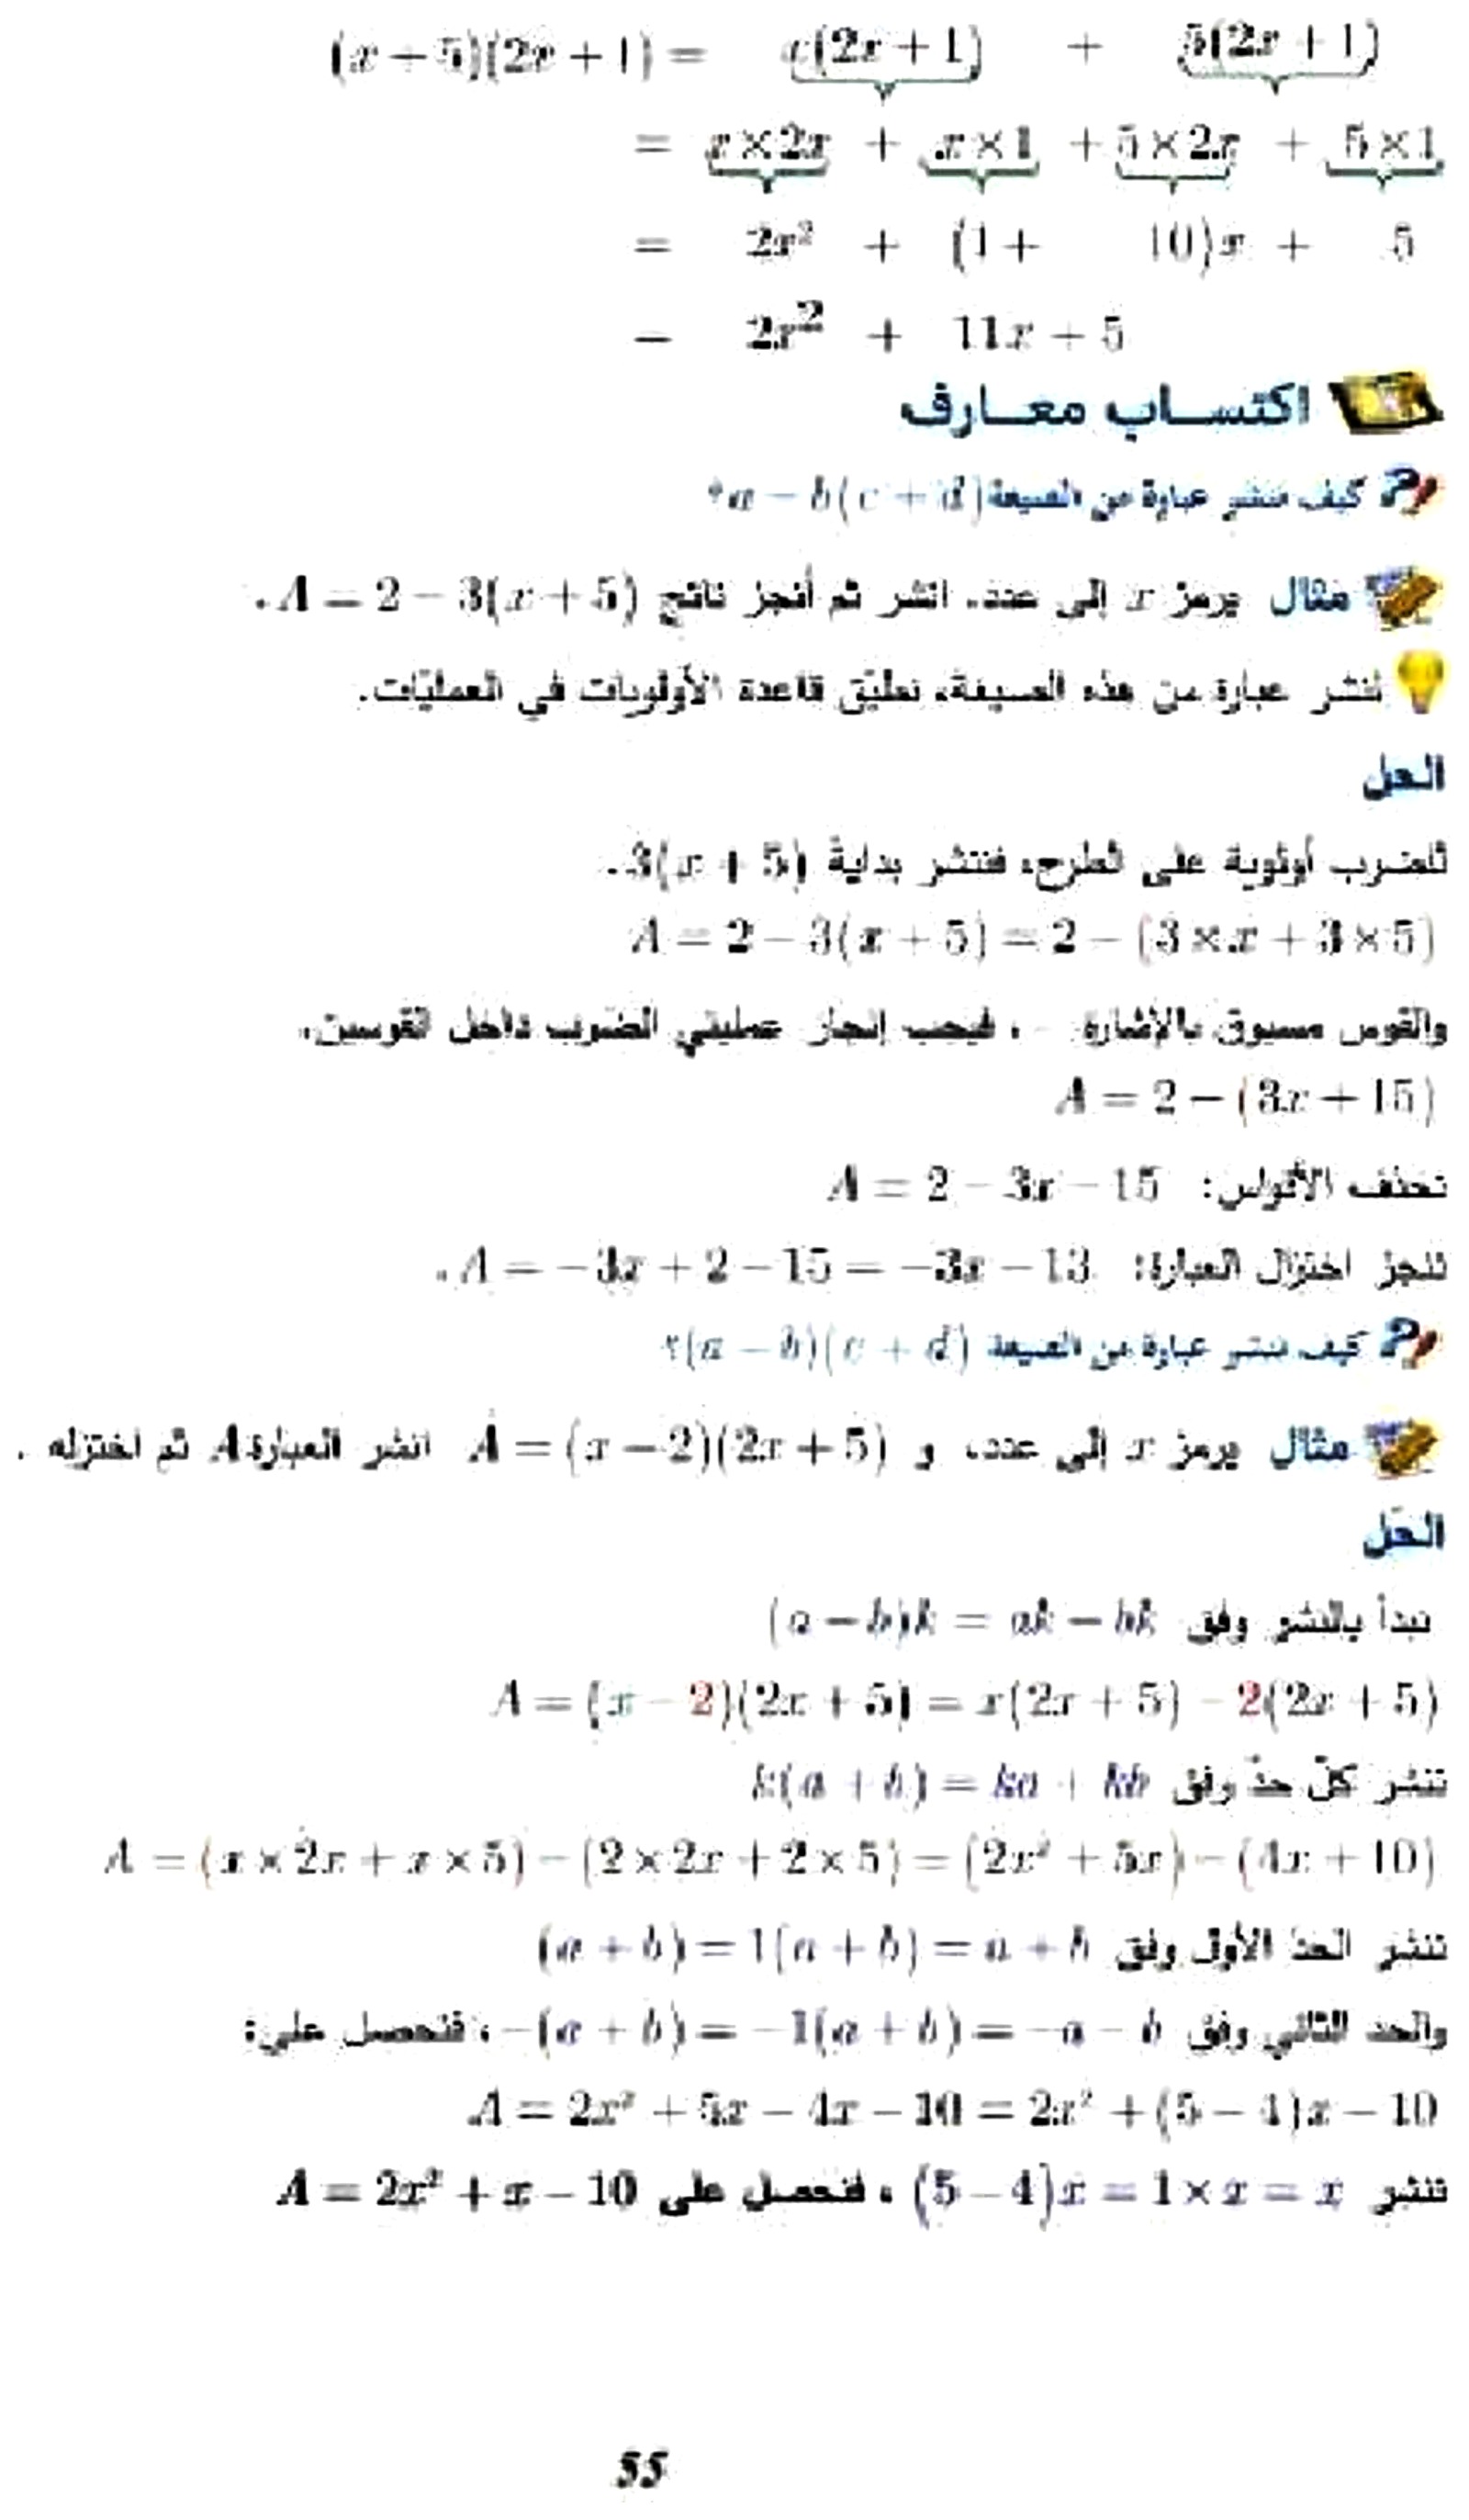 (x + 5)(2x + 1) = x(2x + 1) + 5(2x + 1)
= x × 2x + x × 1 + 5 × 2x + 5 × 1
= 2x² + (1 + 10)x + 5
= 2x² + 11x + 5
اكتساب معارف
كيف ننشر عبارة من الصيغة a − b(c + d)؟
مثال يرمز x إلى عدد. انشر ثم أنجز ناتج A = 2 − 3(x + 5).
لننشر عبارة من هذه الصيغة، نطبّق قاعدة الأولويات في العمليّات.
الحل
للضرب أولوية على الطرح، فننشر بدايةً 3(x + 5).
A = 2 − 3(x + 5) = 2 − (3 × x + 3 × 5)
والقوس مسبوق بالإشارة − ، فيجب إنجاز عمليتي الضرب داخل القوسين.
A = 2 − (3x + 15)
نحذف الأقواس: A = 2 − 3x − 15
ننجز اختزال العبارة: A = −3x + 2 − 15 = −3x − 13.
كيف ننشر عبارة من الصيغة (a − b)(c + d)؟
مثال يرمز x إلى عدد، و A = (x − 2)(2x + 5) انشر العبارة A ثم اختزله .
الحّل
نبدأ بالنشر وفق (a − b)k = ak − bk
A = (x − 2)(2x + 5) = x(2x + 5) − 2(2x + 5)
ننشر كلّ حدّ وفق k(a + b) = ka + kb
A = (x × 2x + x × 5) − (2 × 2x + 2 × 5) = (2x² + 5x) − (4x + 10)
ننشر الحدّ الأوّل وفق (a + b) = 1(a + b) = a + b
والحد الثاني وفق −(a + b) = −1(a + b) = −a − b ، فنحصل على:
A = 2x² + 5x − 4x − 10 = 2x² + (5 − 4)x − 10
ننشر (5 − 4)x = 1 × x = x ، فنحصل على A = 2x² + x − 10
55